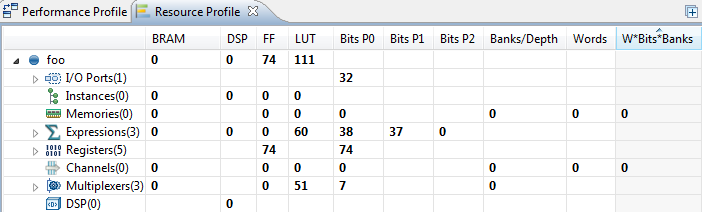 Performance Profile Resource Profile
BRAM DSP FF LUT Bits P0 Bits P1 Bits P2 Banks/Depth Words W*Bits*Banks
foo 0 0 74 111
I/O Ports(1) 32
Instances(0) 0 0 0 0
Memories(0) 0 0 0 0 0 0 0
Expressions(3) 0 0 0 60 38 37 0
Registers(5) 74 74
Channels(0) 0 0 0 0 0 0 0
Multiplexers(3) 0 0 51 7 0
DSP(0) 0